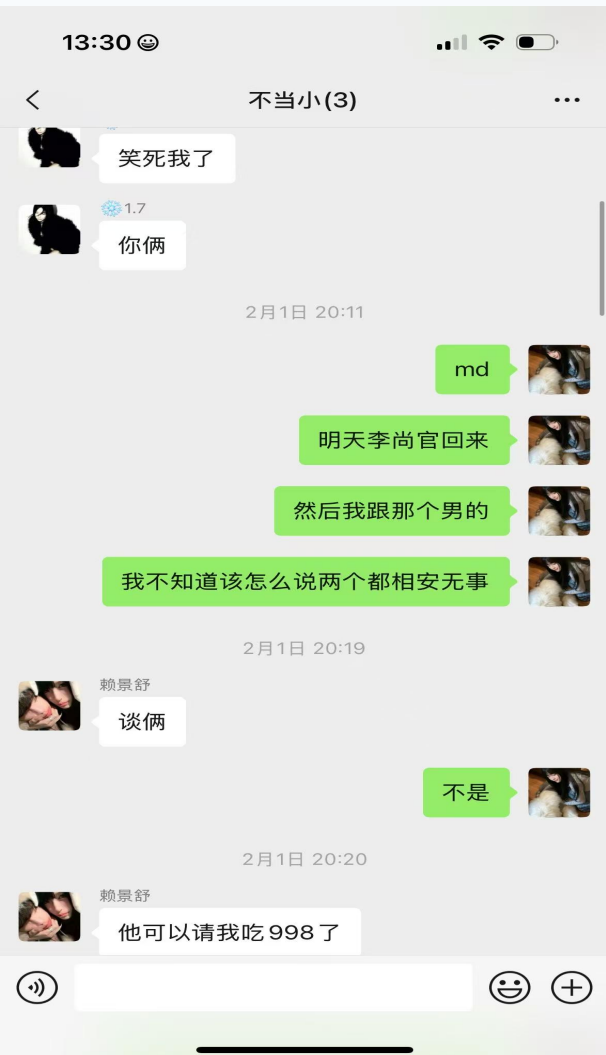 13:30
不当小(3)
笑死我了
1.7
你俩
2月1日 20:11
md
明天李尚官回来
然后我跟那个男的
我不知道该怎么说两个都相安无事
2月1日 20:19
赖景舒
谈俩
不是
2月1日 20:20
赖景舒
他可以请我吃998了